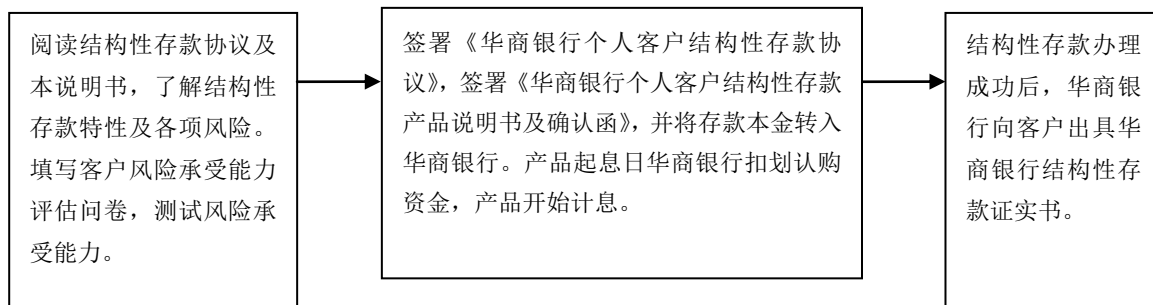 阅读结构性存款协议及
本说明书，了解结构性
存款特性及各项风险。
填写客户风险承受能力
评估问卷，测试风险承
受能力。
签署《华商银行个人客户结构性存款协
议》，签署《华商银行个人客户结构性存款
产品说明书及确认函》，并将存款本金转入
华商银行。产品起息日华商银行扣划认购
资金，产品开始计息。
结构性存款办理
成功后，华商银
行向客户出具华
商银行结构性存
款证实书。